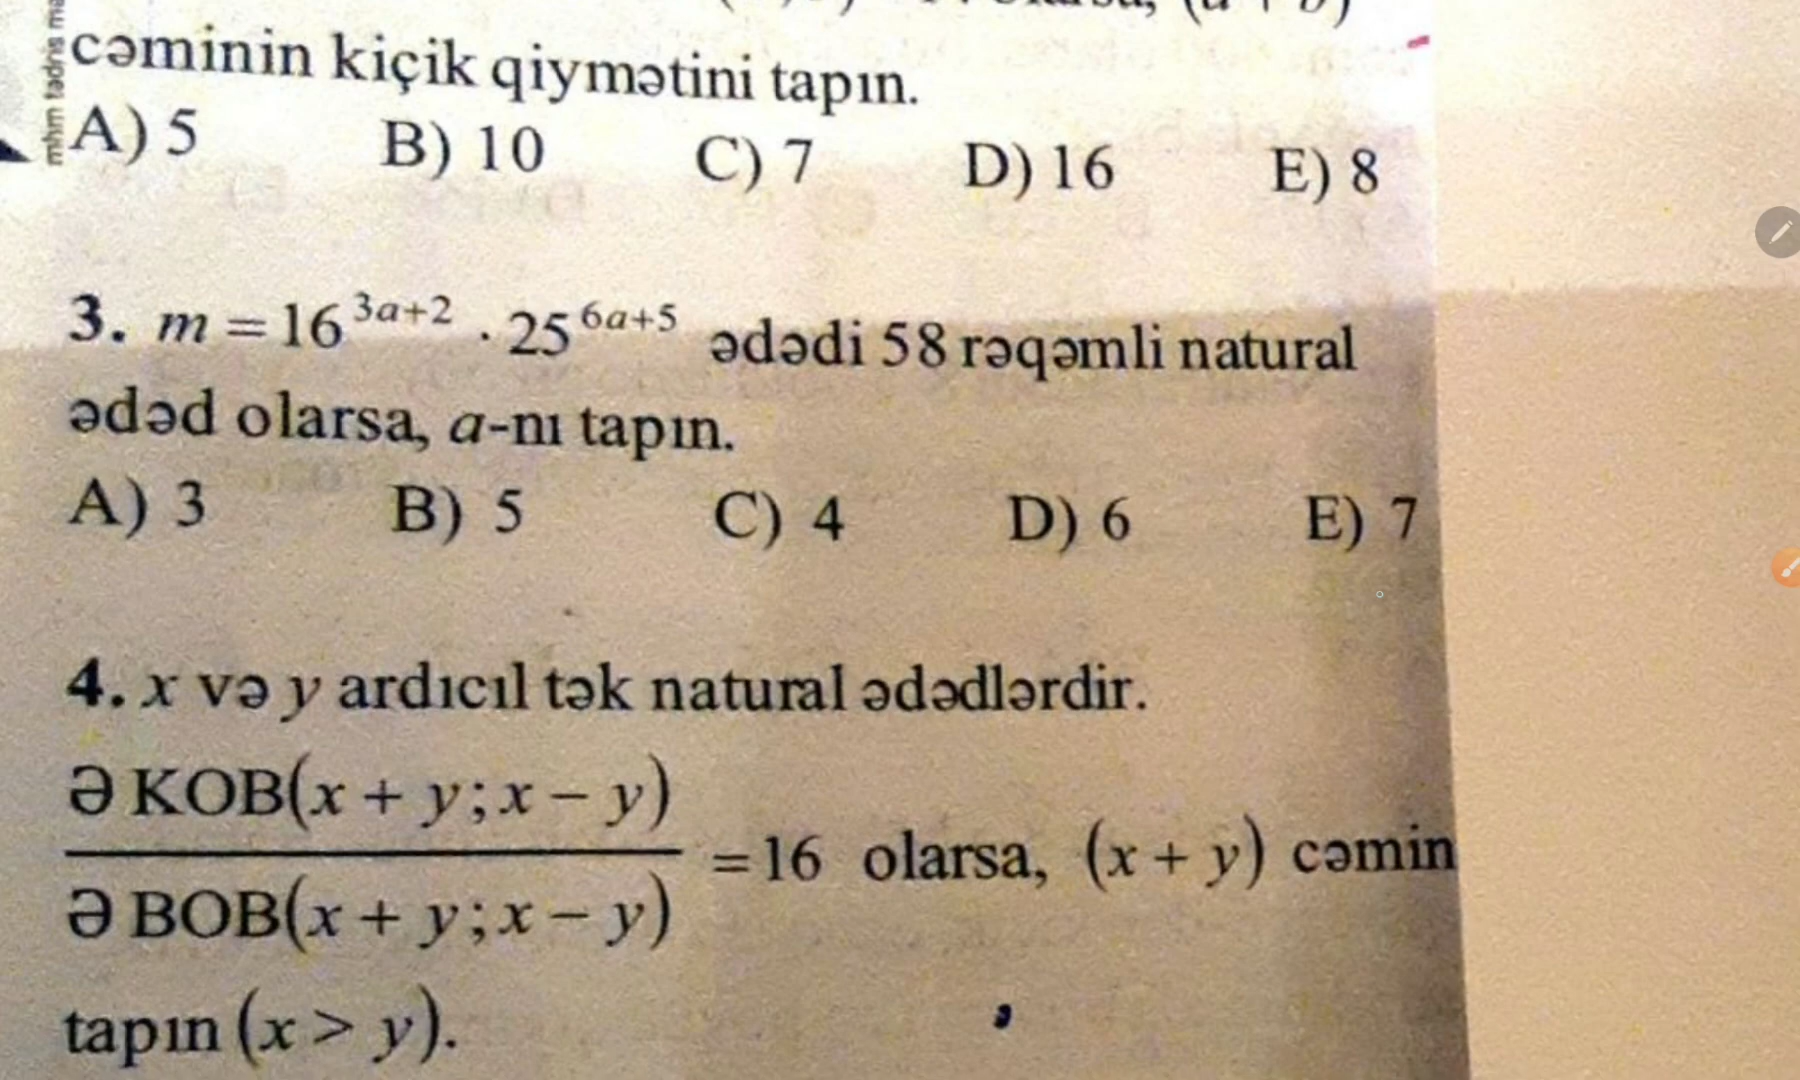 cəminin kiçik qiymətini tapın.
A) 5 B) 10 C) 7 D) 16 E) 8
3. m = 16^{3a+2} · 25^{6a+5} ədədi 58 rəqəmli natural
ədəd olarsa, a-nı tapın.
A) 3 B) 5 C) 4 D) 6 E) 7
4. x və y ardıcıl tək natural ədədlərdir.
Ə KOB(x + y; x − y)
= 16 olarsa, (x + y) cəmin
Ə BOB(x + y; x − y)
tapın (x > y).